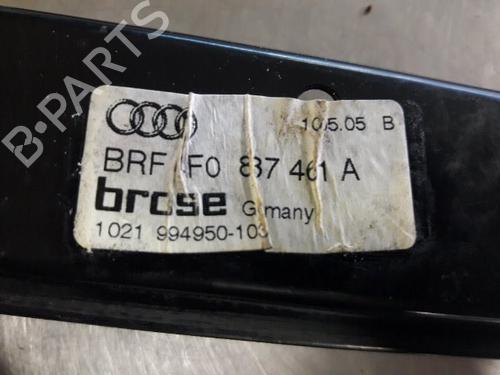 B-PARTS
10.5.05 B
BRF 4F0 837 461 A
brose Germany
1021 994950-103